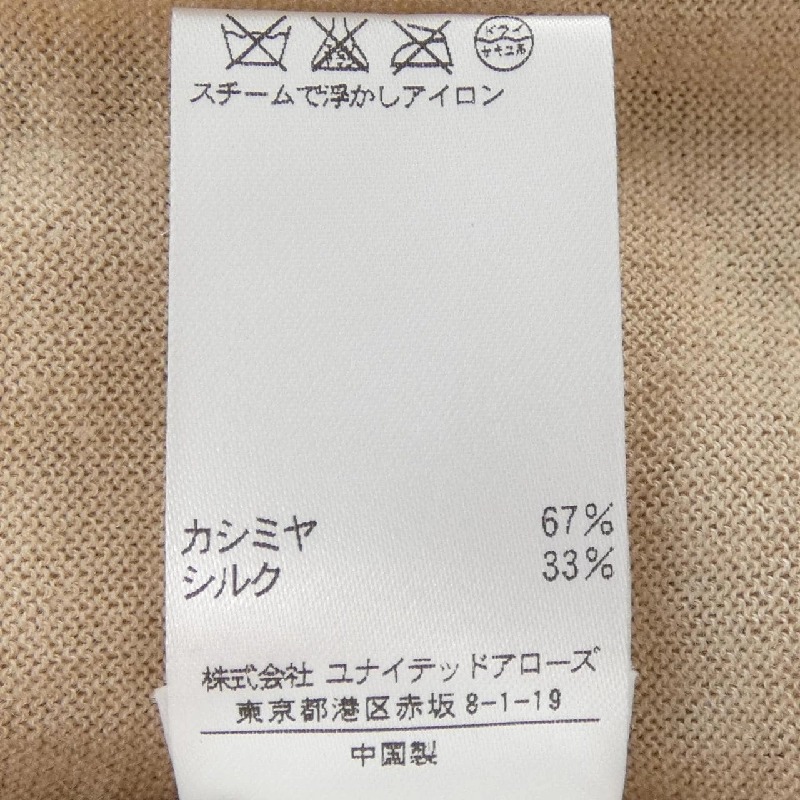 ドライ
セキユ系
スチームで浮かしアイロン
カシミヤ 67%
シルク 33%
株式会社 ユナイテッドアローズ
東京都港区赤坂8-1-19
中国製